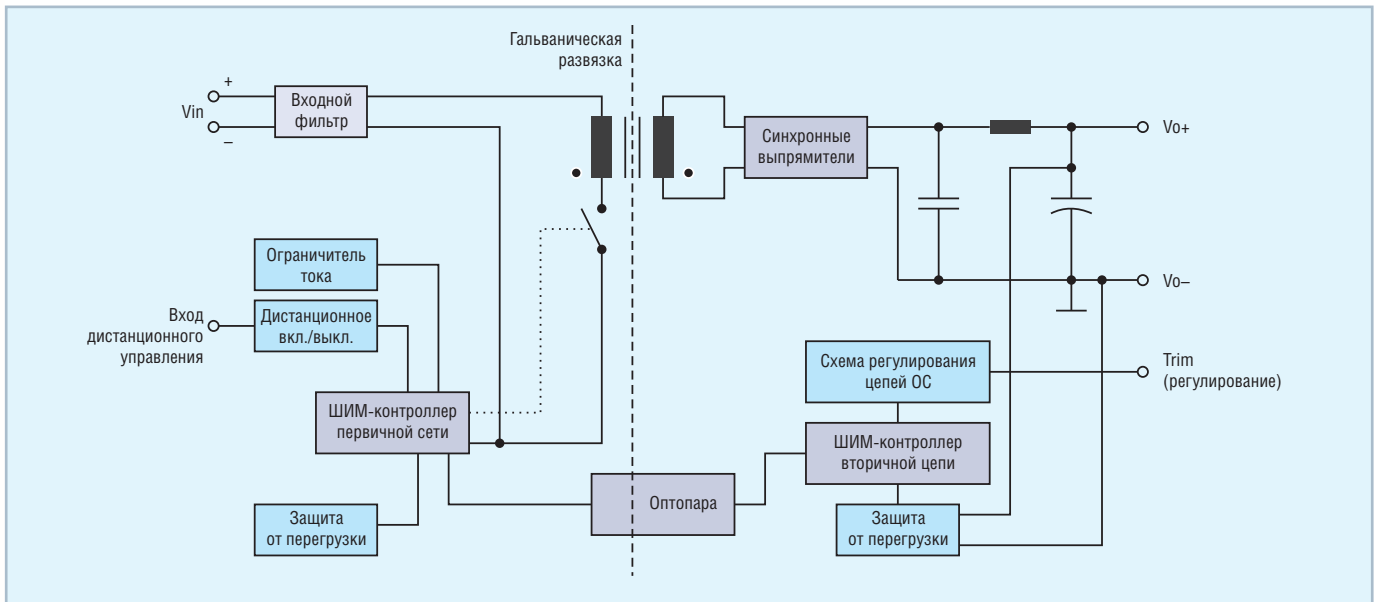 Гальваническая
развязка
+
Vin
–
Входной
фильтр
Синхронные
выпрямители
Vo+
Ограничитель
тока
Vo–
Вход
дистанционного
управления
Дистанционное
вкл./выкл.
Схема регулирования
цепей ОС
Trim
(регулирование)
ШИМ-контроллер
первичной сети
ШИМ-контроллер
вторичной цепи
Оптопара
Защита
от перегрузки
Защита
от перегрузки